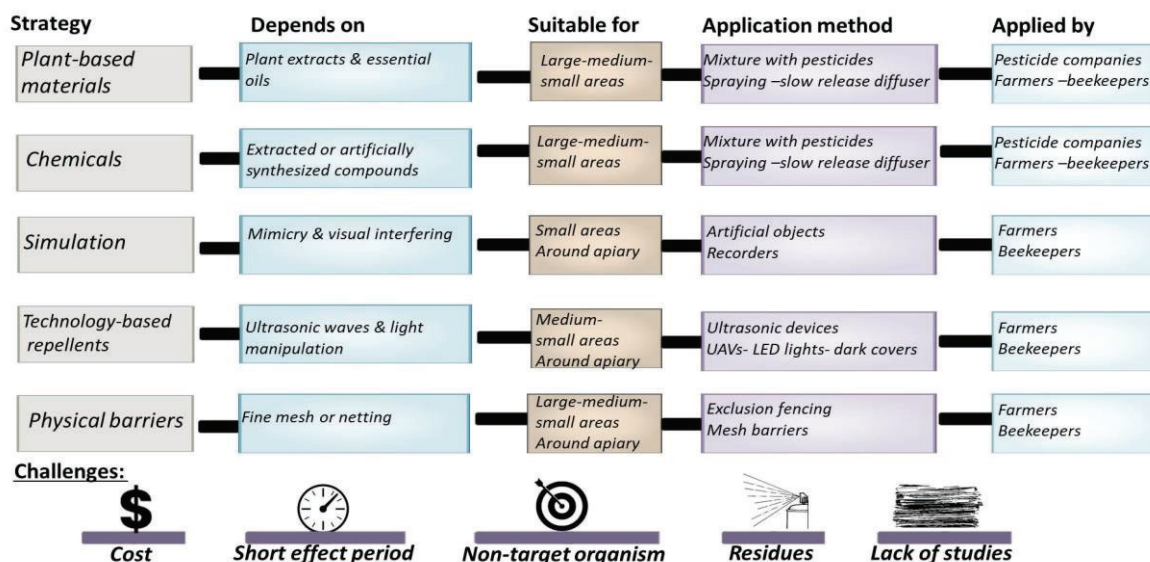 Strategy Depends on Suitable for Application method Applied by
Plant-based
materials
Plant extracts & essential
oils
Large-medium-
small areas
Mixture with pesticides
Spraying –slow release diffuser
Pesticide companies
Farmers –beekeepers
Chemicals
Extracted or artificially
synthesized compounds
Large-medium-
small areas
Mixture with pesticides
Spraying –slow release diffuser
Pesticide companies
Farmers –beekeepers
Simulation
Mimicry & visual interfering
Small areas
Around apiary
Artificial objects
Recorders
Farmers
Beekeepers
Technology-based
repellents
Ultrasonic waves & light
manipulation
Medium-
small areas
Around apiary
Ultrasonic devices
UAVs- LED lights- dark covers
Farmers
Beekeepers
Physical barriers
Fine mesh or netting
Large-medium-
small areas
Around apiary
Exclusion fencing
Mesh barriers
Farmers
Beekeepers
Challenges:
$
Cost
Short effect period
Non-target organism
Residues
Lack of studies